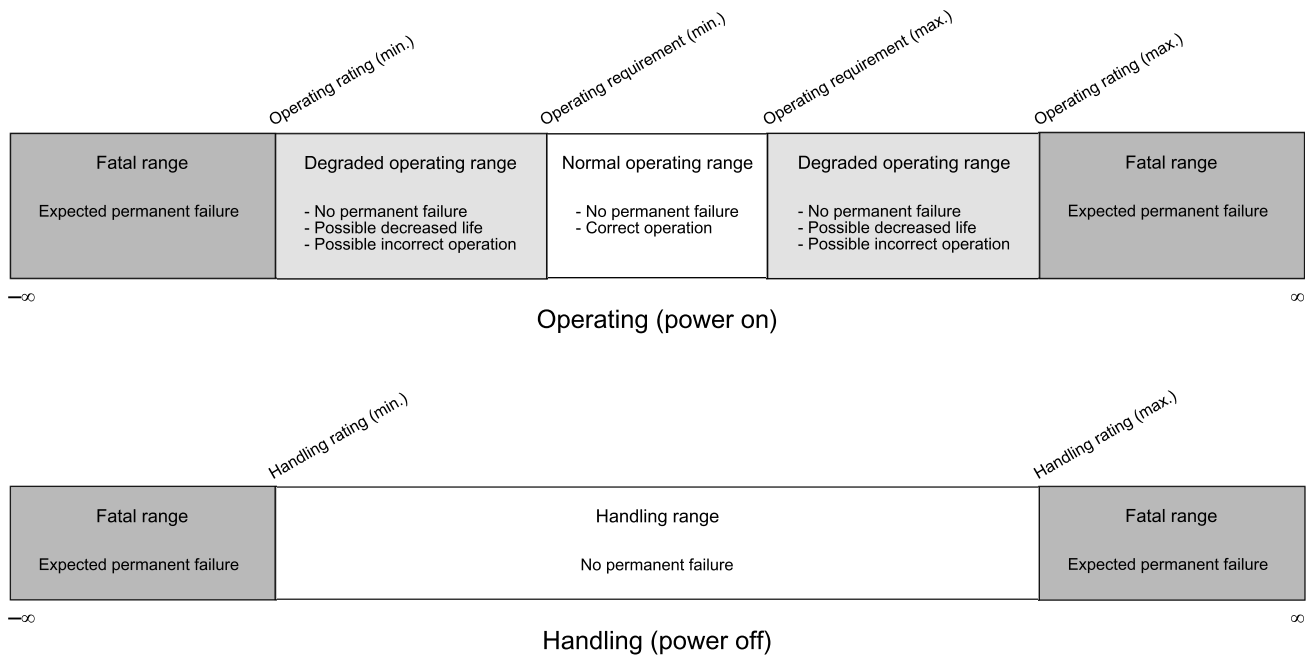 Operating rating (min.)
Operating requirement (min.)
Operating requirement (max.)
Operating rating (max.)
Fatal range
Expected permanent failure
Degraded operating range
- No permanent failure
- Possible decreased life
- Possible incorrect operation
Normal operating range
- No permanent failure
- Correct operation
Degraded operating range
- No permanent failure
- Possible decreased life
- Possible incorrect operation
Fatal range
Expected permanent failure
–∞
∞
Operating (power on)
Handling rating (min.)
Handling rating (max.)
Fatal range
Expected permanent failure
Handling range
No permanent failure
Fatal range
Expected permanent failure
–∞
∞
Handling (power off)